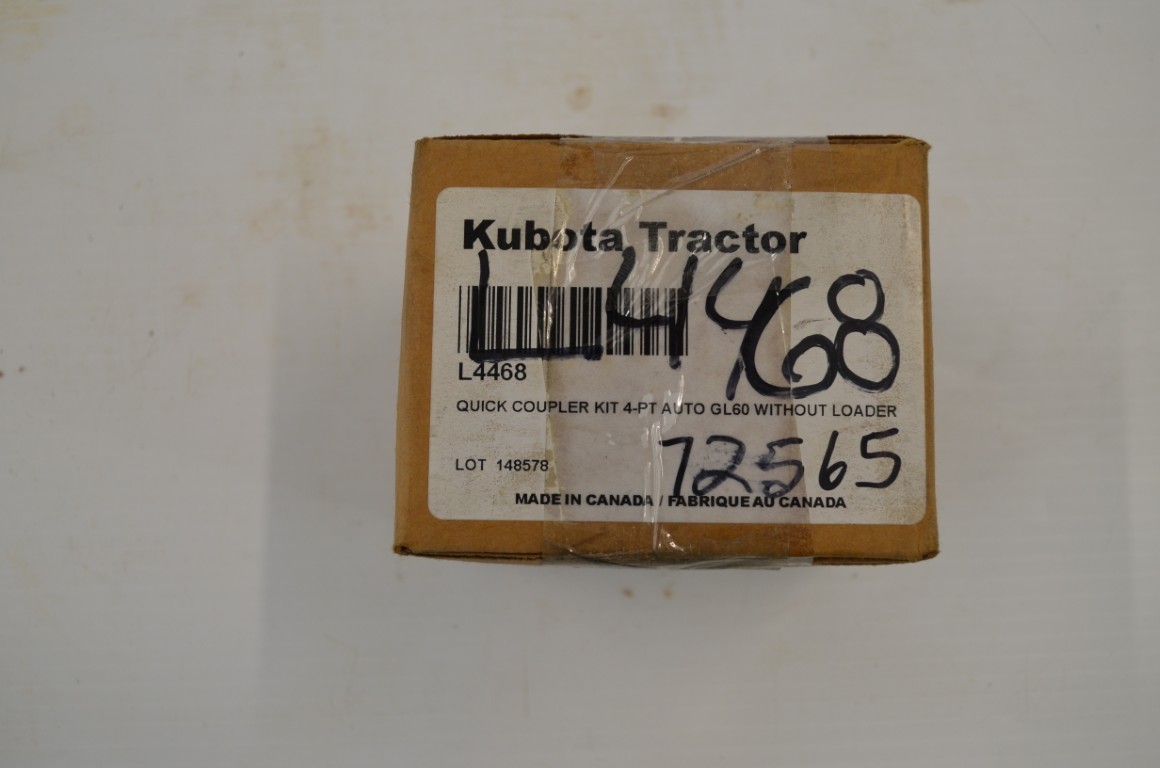 Kubota Tractor
L4468
L4468
QUICK COUPLER KIT 4-PT AUTO GL60 WITHOUT LOADER
72565
LOT 148578
MADE IN CANADA / FABRIQUE AU CANADA